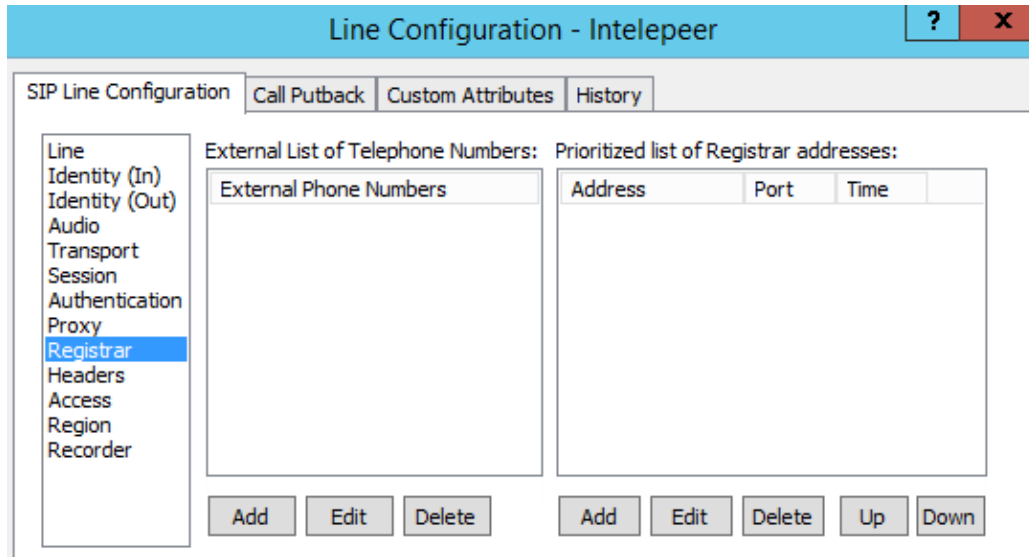 Line Configuration - Intelepeer
? x
SIP Line Configuration Call Putback Custom Attributes History
Line
Identity (In)
Identity (Out)
Audio
Transport
Session
Authentication
Proxy
Registrar
Headers
Access
Region
Recorder
External List of Telephone Numbers:
External Phone Numbers
Add Edit Delete
Prioritized list of Registrar addresses:
Address Port Time
Add Edit Delete Up Down